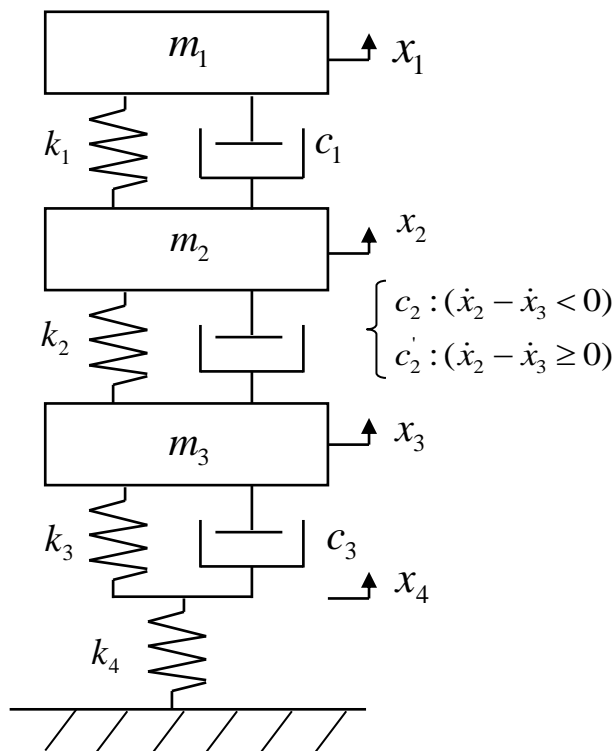 m₁
x₁
k₁
c₁
m₂
x₂
k₂
c₂ : (ẋ₂ − ẋ₃ < 0)
c₂' : (ẋ₂ − ẋ₃ ≥ 0)
m₃
x₃
k₃
c₃
x₄
k₄